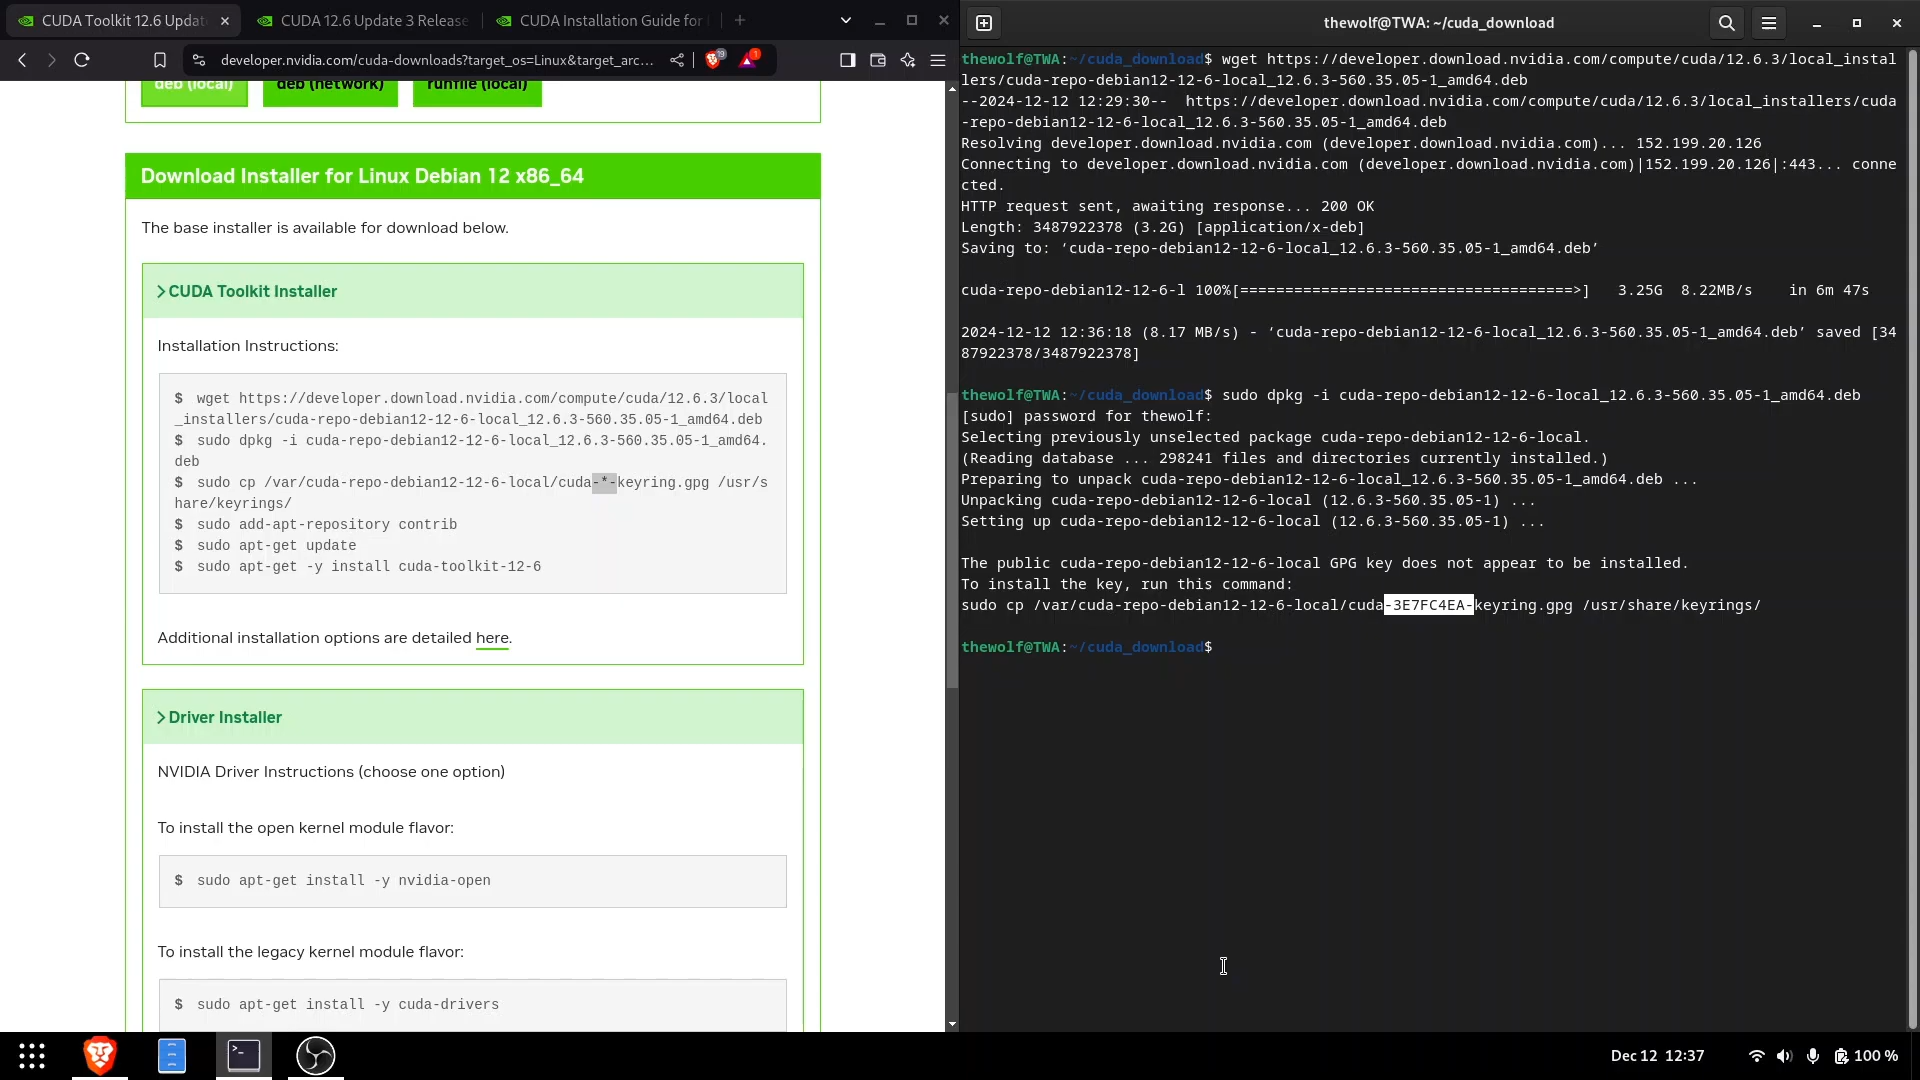 CUDA Toolkit 12.6 Updat
CUDA 12.6 Update 3 Release
CUDA Installation Guide for
developer.nvidia.com/cuda-downloads?target_os=Linux&target_arc...
19
1
deb (local)
deb (network)
runfile (local)
Download Installer for Linux Debian 12 x86_64
The base installer is available for download below.
CUDA Toolkit Installer
Installation Instructions:
$ wget https://developer.download.nvidia.com/compute/cuda/12.6.3/local
_installers/cuda-repo-debian12-12-6-local_12.6.3-560.35.05-1_amd64.deb
$ sudo dpkg -i cuda-repo-debian12-12-6-local_12.6.3-560.35.05-1_amd64.
deb
$ sudo cp /var/cuda-repo-debian12-12-6-local/cuda-*-keyring.gpg /usr/s
hare/keyrings/
$ sudo add-apt-repository contrib
$ sudo apt-get update
$ sudo apt-get -y install cuda-toolkit-12-6
Additional installation options are detailed here.
Driver Installer
NVIDIA Driver Instructions (choose one option)
To install the open kernel module flavor:
$ sudo apt-get install -y nvidia-open
To install the legacy kernel module flavor:
$ sudo apt-get install -y cuda-drivers
thewolf@TWA: ~/cuda_download
thewolf@TWA:~/cuda_download$ wget https://developer.download.nvidia.com/compute/cuda/12.6.3/local_instal
lers/cuda-repo-debian12-12-6-local_12.6.3-560.35.05-1_amd64.deb
--2024-12-12 12:29:30--  https://developer.download.nvidia.com/compute/cuda/12.6.3/local_installers/cuda
-repo-debian12-12-6-local_12.6.3-560.35.05-1_amd64.deb
Resolving developer.download.nvidia.com (developer.download.nvidia.com)... 152.199.20.126
Connecting to developer.download.nvidia.com (developer.download.nvidia.com)|152.199.20.126|:443... conne
cted.
HTTP request sent, awaiting response... 200 OK
Length: 3487922378 (3.2G) [application/x-deb]
Saving to: ‘cuda-repo-debian12-12-6-local_12.6.3-560.35.05-1_amd64.deb’
cuda-repo-debian12-12-6-l 100%[=====================================>]   3.25G  8.22MB/s    in 6m 47s
2024-12-12 12:36:18 (8.17 MB/s) - ‘cuda-repo-debian12-12-6-local_12.6.3-560.35.05-1_amd64.deb’ saved [34
87922378/3487922378]
thewolf@TWA:~/cuda_download$ sudo dpkg -i cuda-repo-debian12-12-6-local_12.6.3-560.35.05-1_amd64.deb
[sudo] password for thewolf:
Selecting previously unselected package cuda-repo-debian12-12-6-local.
(Reading database ... 298241 files and directories currently installed.)
Preparing to unpack cuda-repo-debian12-12-6-local_12.6.3-560.35.05-1_amd64.deb ...
Unpacking cuda-repo-debian12-12-6-local (12.6.3-560.35.05-1) ...
Setting up cuda-repo-debian12-12-6-local (12.6.3-560.35.05-1) ...
The public cuda-repo-debian12-12-6-local GPG key does not appear to be installed.
To install the key, run this command:
sudo cp /var/cuda-repo-debian12-12-6-local/cuda-3E7FC4EA-keyring.gpg /usr/share/keyrings/
thewolf@TWA:~/cuda_download$
Dec 12 12:37
100 %